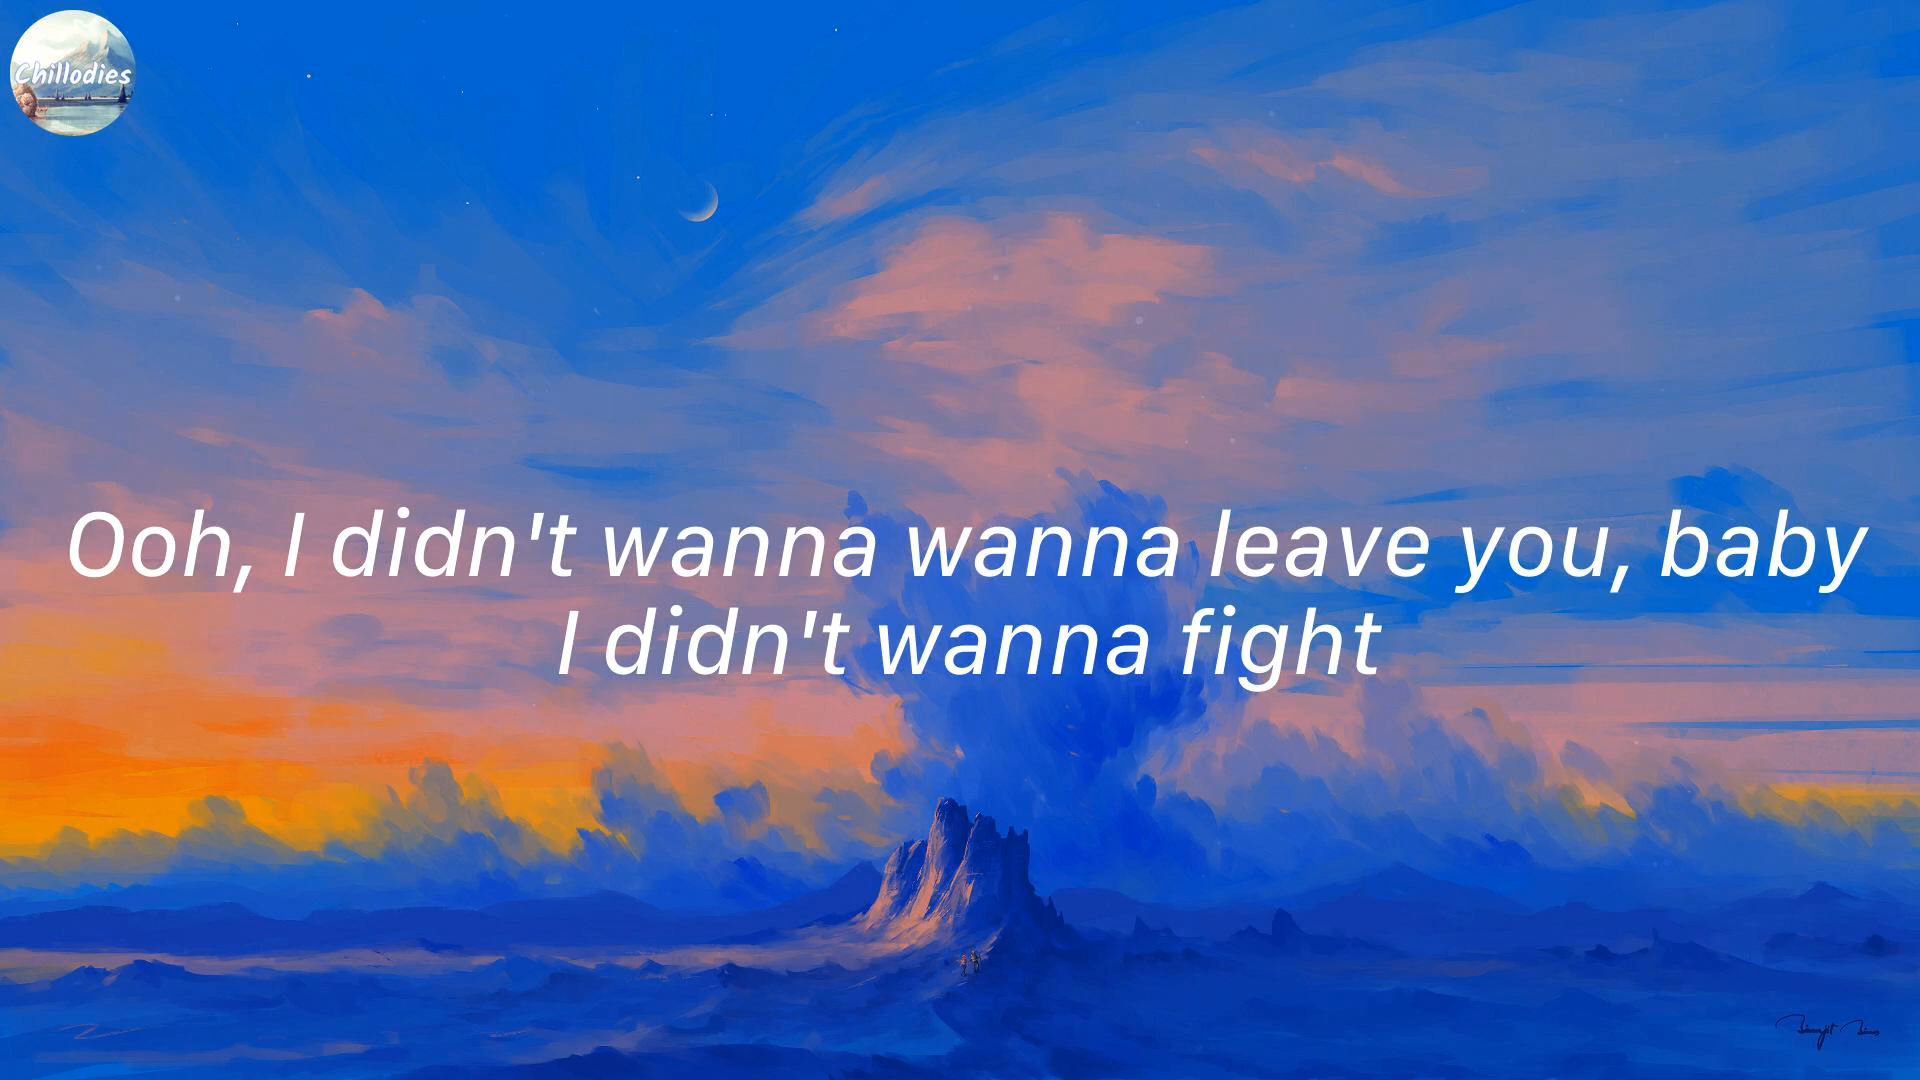 Chillodies
Ooh, I didn't wanna wanna leave you, baby
I didn't wanna fight